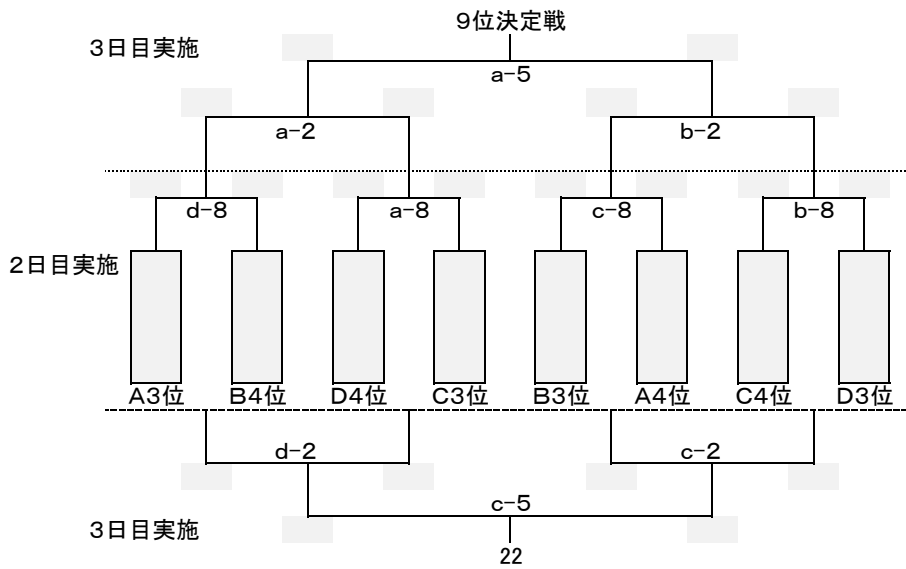 9位決定戦
3日目実施
a-5
a-2
b-2
d-8
a-8
c-8
b-8
2日目実施
A3位
B4位
D4位
C3位
B3位
A4位
C4位
D3位
d-2
c-2
c-5
3日目実施
22